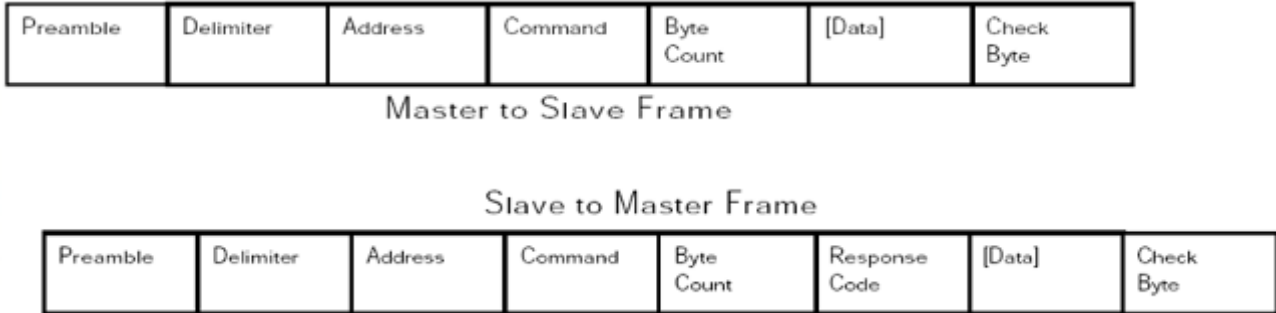 Preamble Delimiter Address Command Byte Count [Data] Check Byte
Master to Slave Frame
Slave to Master Frame
Preamble Delimiter Address Command Byte Count Response Code [Data] Check Byte